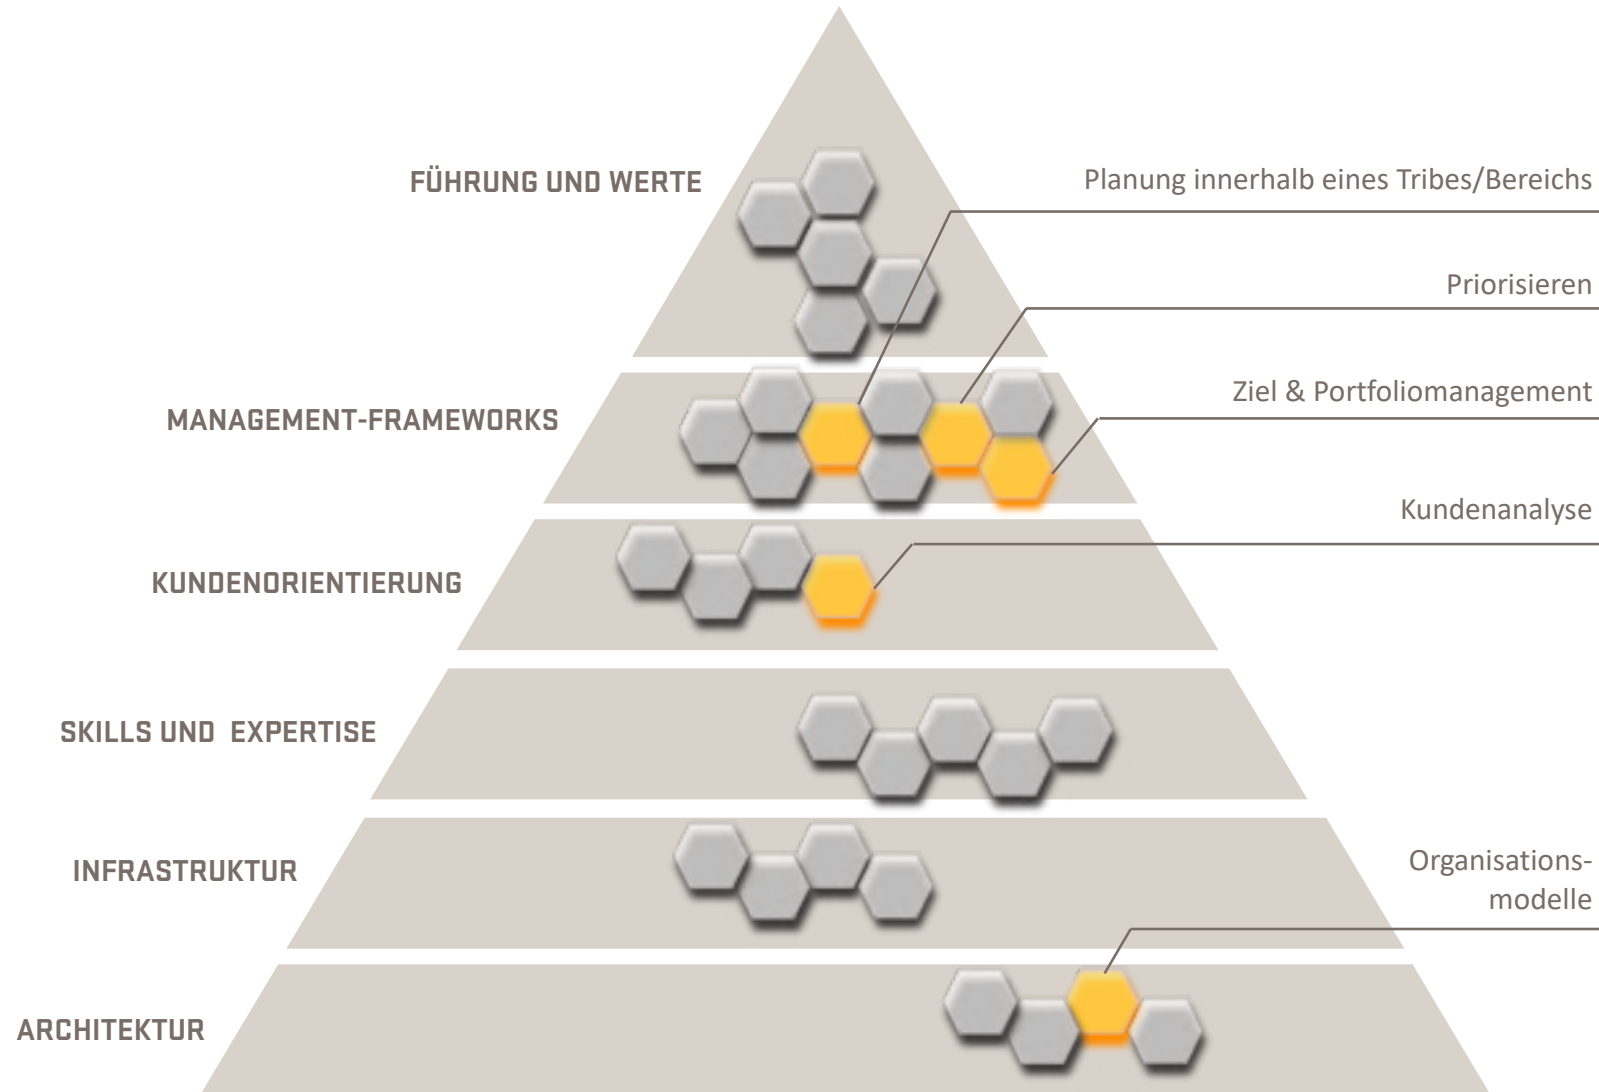 FÜHRUNG UND WERTE
Planung innerhalb eines Tribes/Bereichs
Priorisieren
Ziel & Portfoliomanagement
MANAGEMENT-FRAMEWORKS
Kundenanalyse
KUNDENORIENTIERUNG
SKILLS UND EXPERTISE
INFRASTRUKTUR
Organisations-
modelle
ARCHITEKTUR